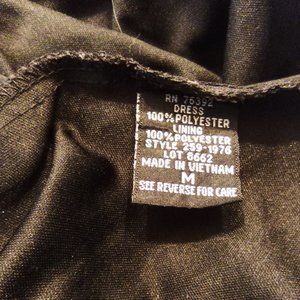 RN 75392
DRESS
100% POLYESTER
LINING
100% POLYESTER
STYLE 259-1976
LOT 8662
MADE IN VIETNAM
M
SEE REVERSE FOR CARE